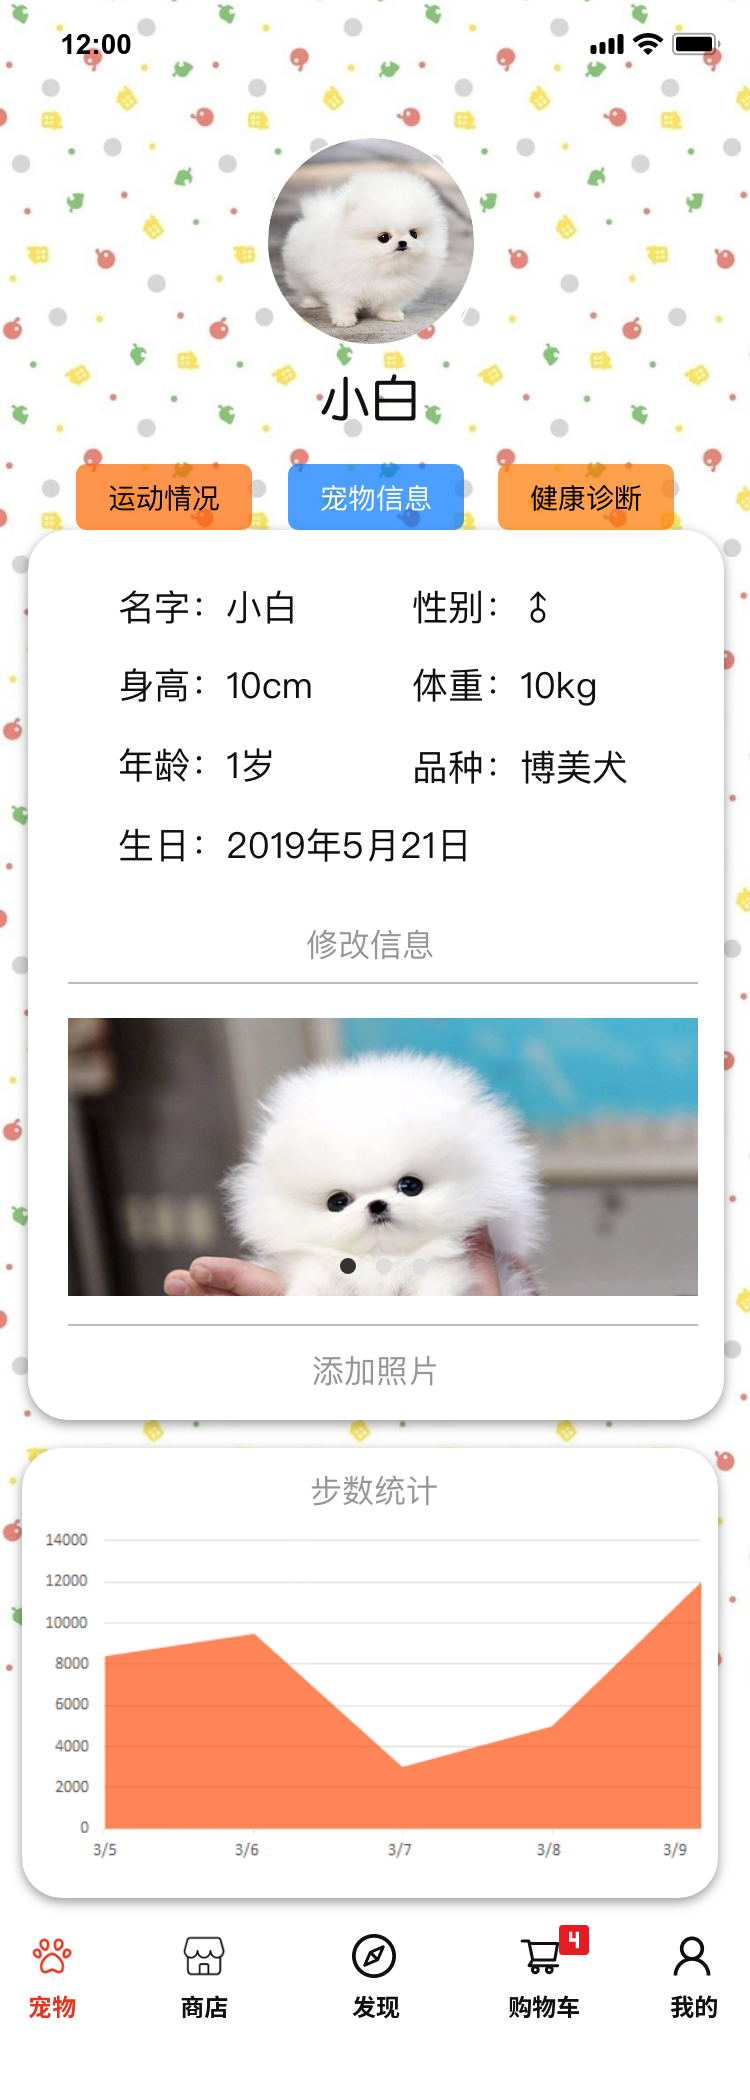 12:00
小白
运动情况 宠物信息 健康诊断
名字：小白 性别：♂
身高：10cm 体重：10kg
年龄：1岁 品种：博美犬
生日：2019年5月21日
修改信息
添加照片
步数统计
14000
12000
10000
8000
6000
4000
2000
0
3/5 3/6 3/7 3/8 3/9
4
宠物 商店 发现 购物车 我的